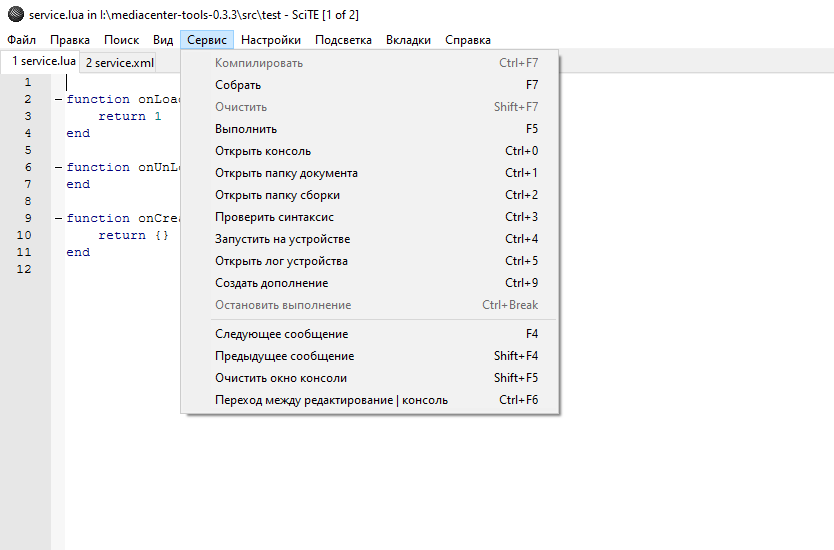 service.lua in l:\mediacenter-tools-0.3.3\src\test - SciTE [1 of 2]
Файл Правка Поиск Вид Сервис Настройки Подсветка Вкладки Справка
1 service.lua 2 service.xml
Компилировать Ctrl+F7
Собрать F7
Очистить Shift+F7
Выполнить F5
Открыть консоль Ctrl+0
Открыть папку документа Ctrl+1
Открыть папку сборки Ctrl+2
Проверить синтаксис Ctrl+3
Запустить на устройстве Ctrl+4
Открыть лог устройства Ctrl+5
Создать дополнение Ctrl+9
Остановить выполнение Ctrl+Break
Следующее сообщение F4
Предыдущее сообщение Shift+F4
Очистить окно консоли Shift+F5
Переход между редактирование | консоль Ctrl+F6
1
2 function onLoa
3 return 1
4 end
5
6 function onUnL
7 end
8
9 function onCrea
10 return {}
11 end
12